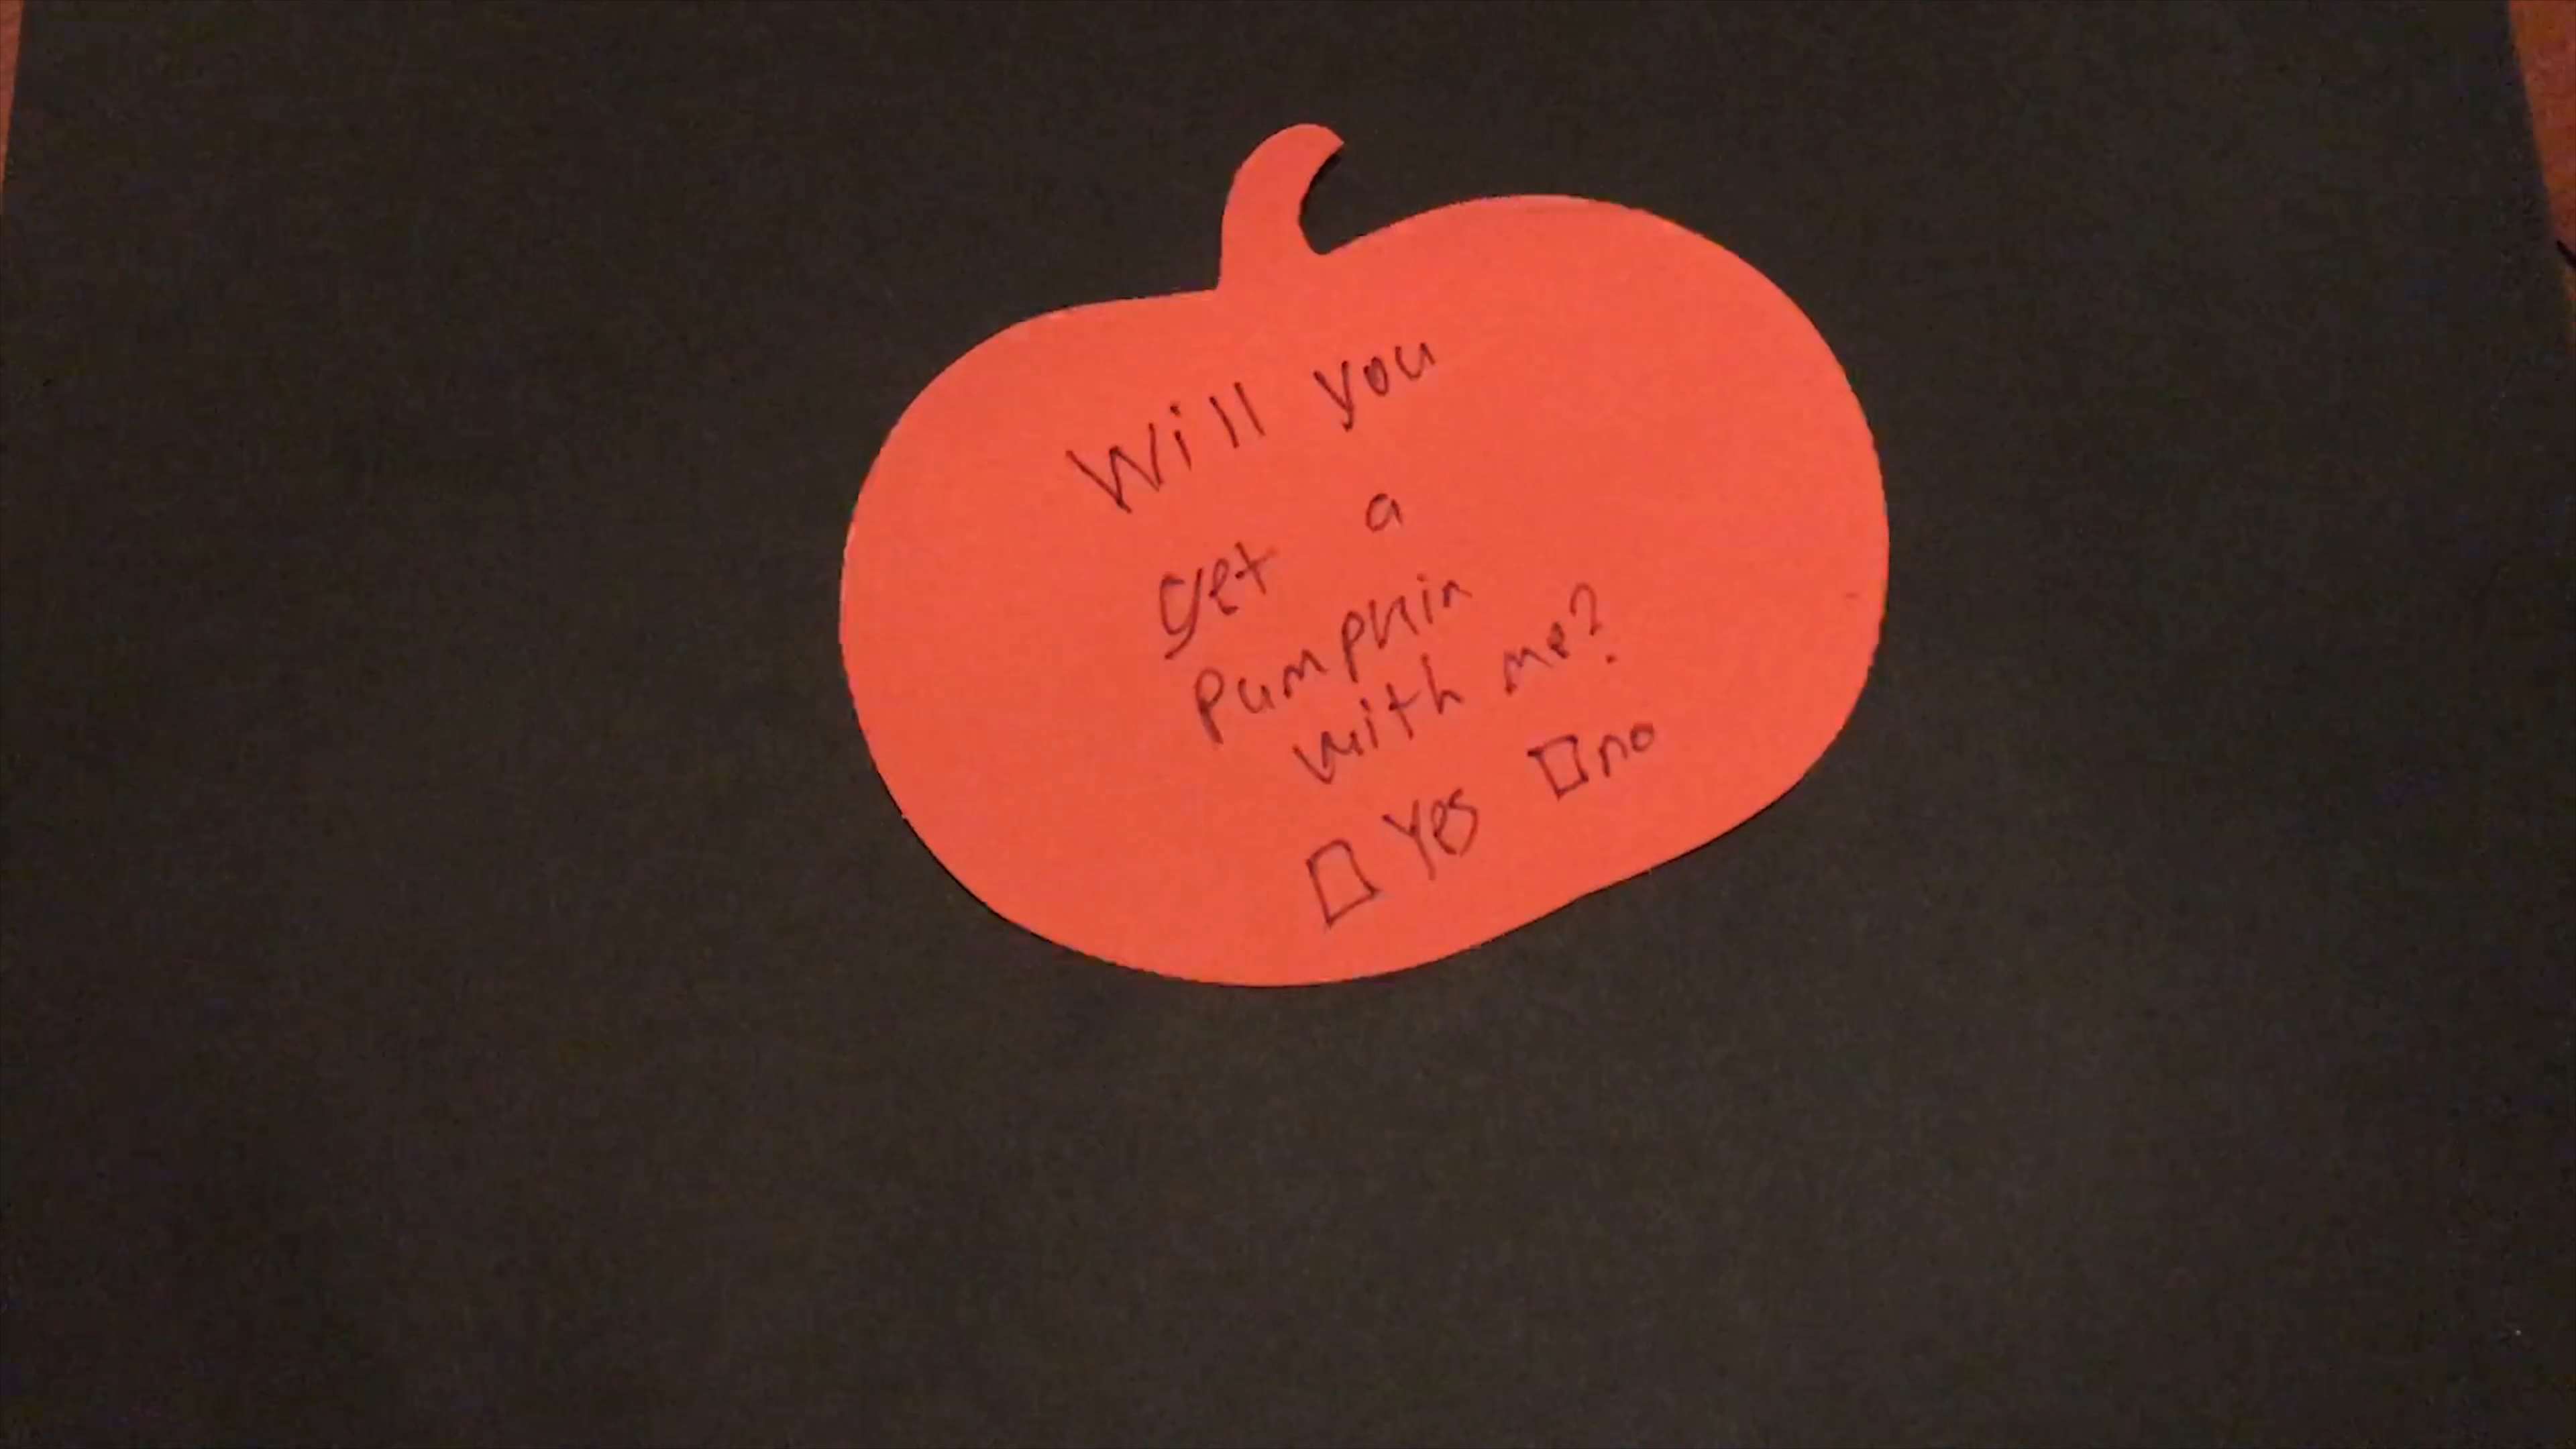 Will you
get a
pumpkin
with me?
□ Yes □ no